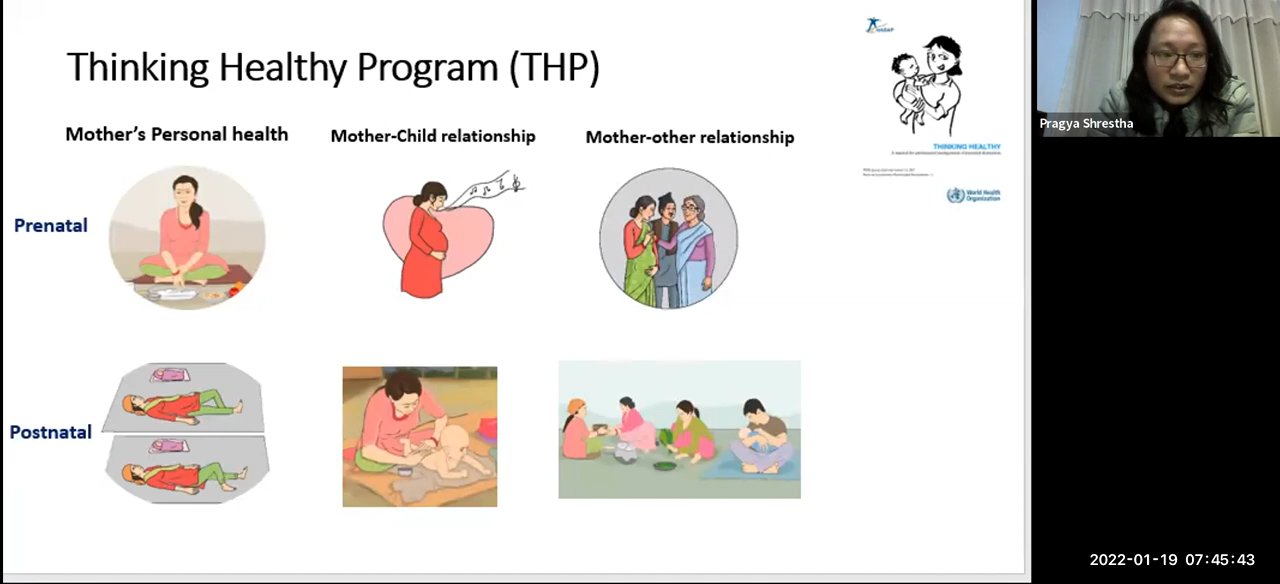 Thinking Healthy Program (THP)
Mother's Personal health
Mother-Child relationship
Mother-other relationship
Prenatal
Postnatal
THINKING HEALTHY
World Health
Organization
Pragya Shrestha
2022-01-19 07:45:43